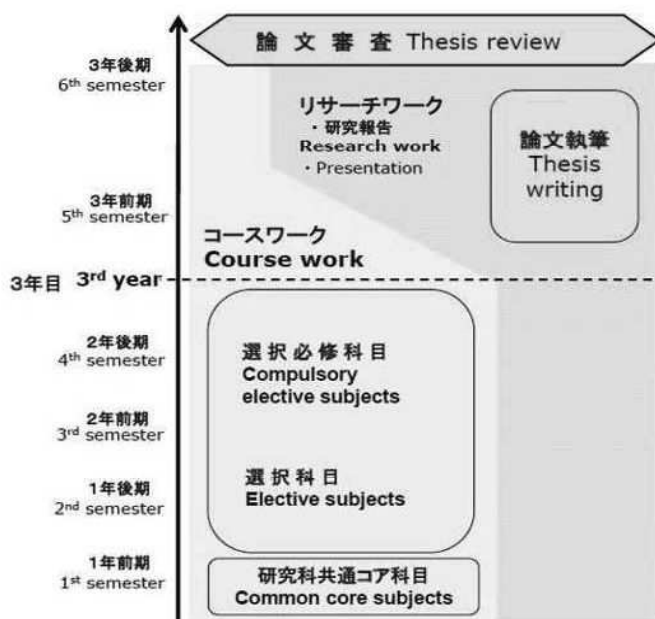 論文審査 Thesis review
3年後期
6th semester
リサーチワーク
・研究報告
Research work
・Presentation
論文執筆
Thesis
writing
3年前期
5th semester
コースワーク
Course work
3年目 3rd year
2年後期
4th semester
選択必修科目
Compulsory
elective subjects
2年前期
3rd semester
1年後期
2nd semester
選択科目
Elective subjects
1年前期
1st semester
研究科共通コア科目
Common core subjects